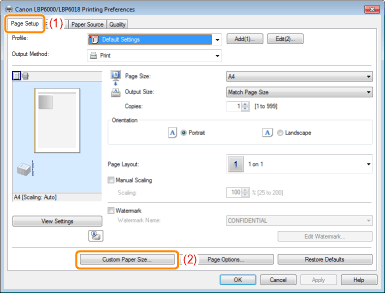 Canon LBP6000/LBP6018 Printing Preferences
Page Setup (1) Paper Source Quality
Profile: Default Settings Add(1)... Edit(2)...
Output Method: Print
Page Size: A4
Output Size: Match Page Size
Copies: 1 [1 to 999]
Orientation
A Portrait A Landscape
Page Layout: 1 1 on 1
Manual Scaling
Scaling: 100 % [25 to 200]
A4 [Scaling: Auto]
Watermark
View Settings Watermark Name: CONFIDENTIAL
Edit Watermark...
Custom Paper Size... (2) Page Options... Restore Defaults
OK Cancel Apply Help